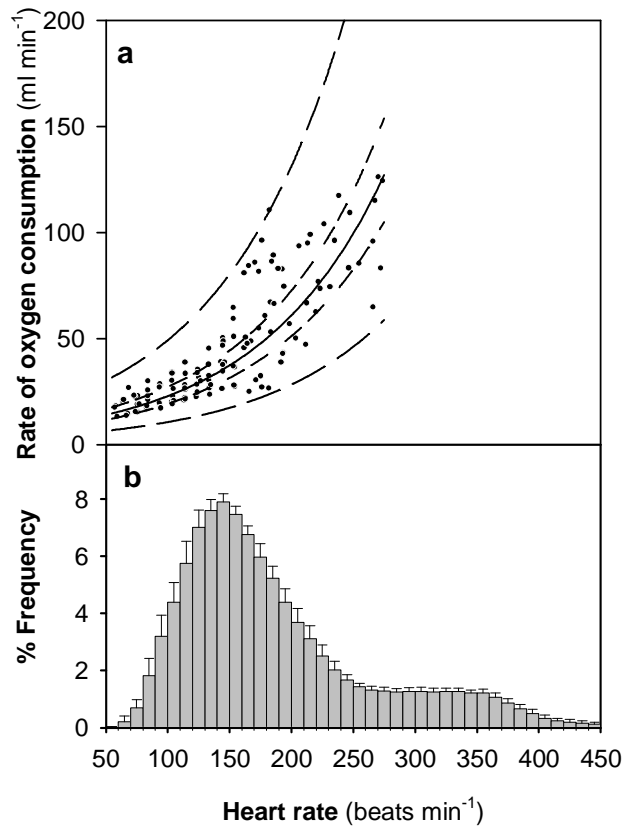 200
a
150
100
50
0
Rate of oxygen consumption (ml min⁻¹)
b
8
6
4
2
0
% Frequency
50 100 150 200 250 300 350 400 450
Heart rate (beats min⁻¹)